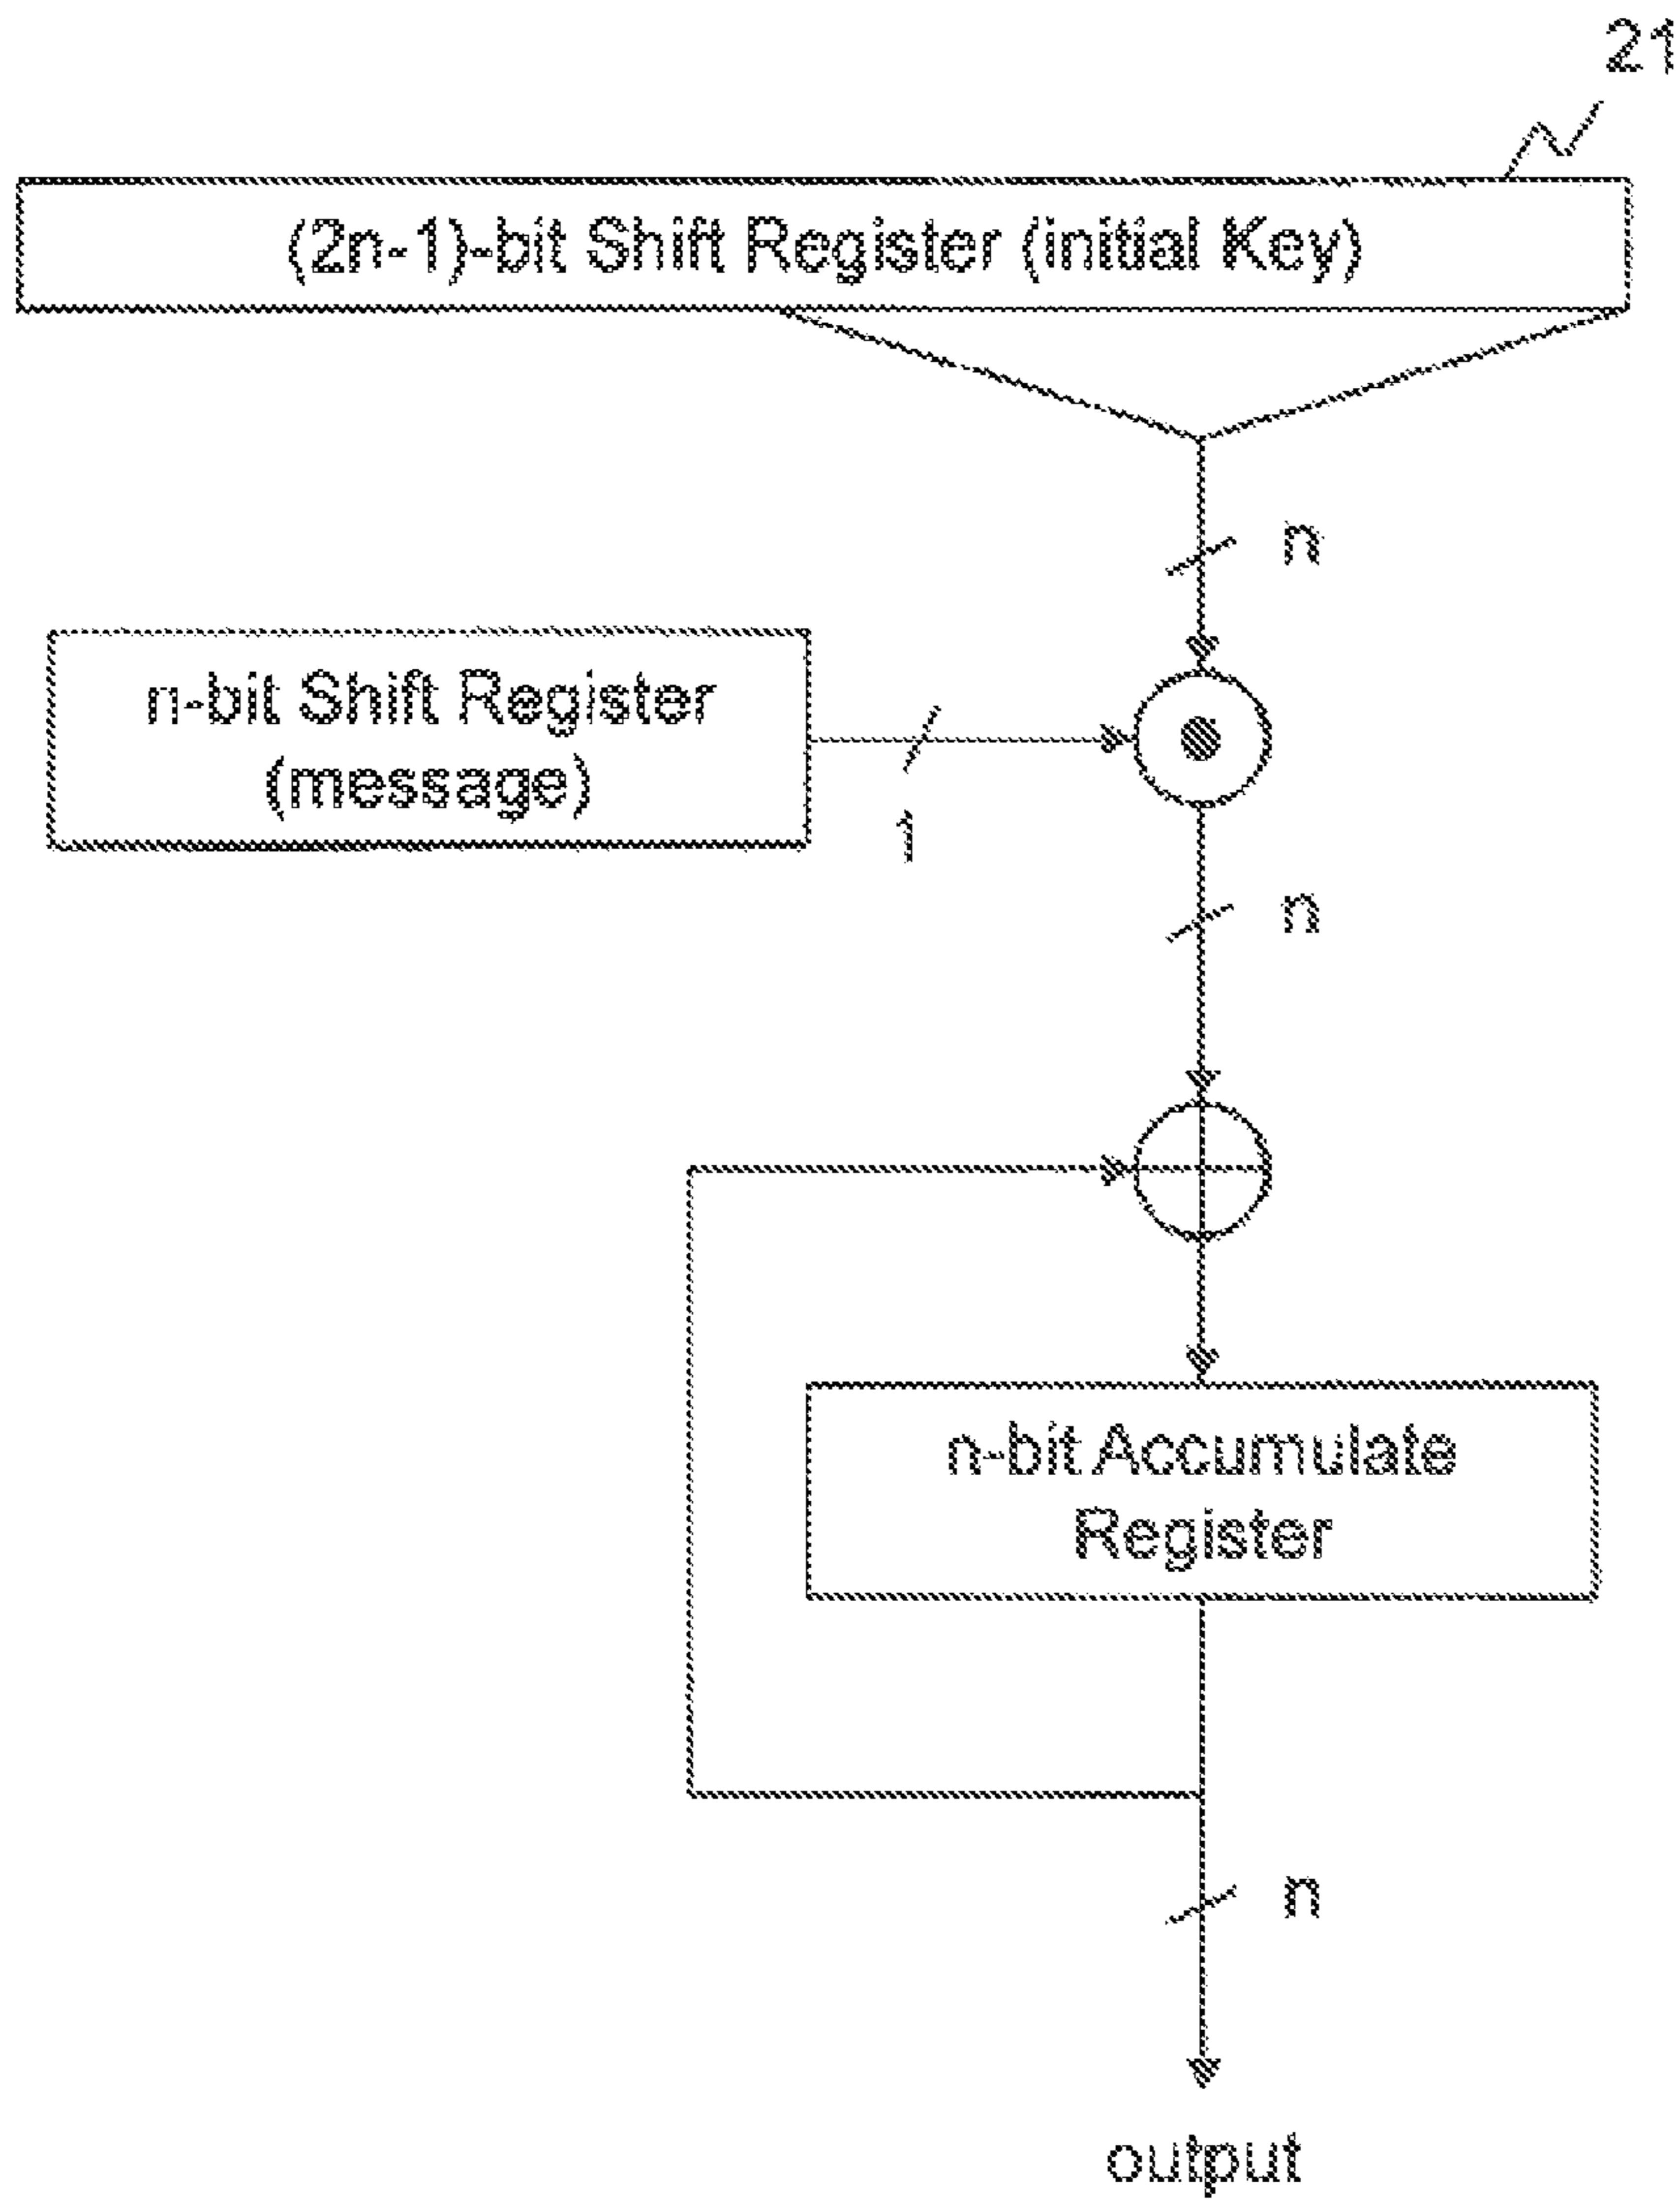 21
(2n-1)-bit Shift Register (initial Key)
n
n-bit Shift Register
(message)
1
n
n-bit Accumulate
Register
n
output